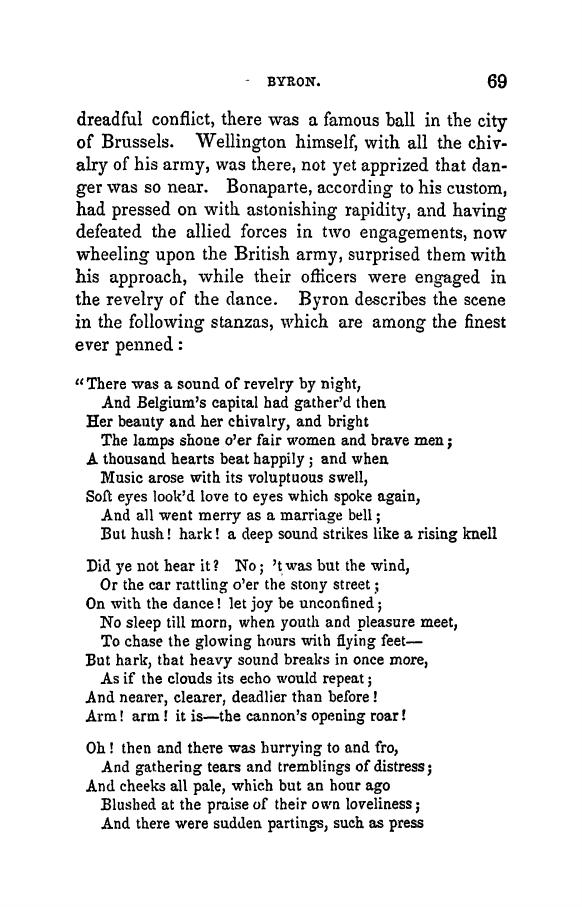 - BYRON. 69
dreadful conflict, there was a famous ball in the city
of Brussels. Wellington himself, with all the chiv-
alry of his army, was there, not yet apprized that dan-
ger was so near. Bonaparte, according to his custom,
had pressed on with astonishing rapidity, and having
defeated the allied forces in two engagements, now
wheeling upon the British army, surprised them with
his approach, while their officers were engaged in
the revelry of the dance. Byron describes the scene
in the following stanzas, which are among the finest
ever penned :
“There was a sound of revelry by night,
And Belgium’s capital had gather’d then
Her beauty and her chivalry, and bright
The lamps shone o’er fair women and brave men ;
A thousand hearts beat happily ; and when
Music arose with its voluptuous swell,
Soft eyes look’d love to eyes which spoke again,
And all went merry as a marriage bell ;
But hush ! hark ! a deep sound strikes like a rising knell
Did ye not hear it ? No ; ’t was but the wind,
Or the car rattling o’er the stony street ;
On with the dance ! let joy be unconfined ;
No sleep till morn, when youth and pleasure meet,
To chase the glowing hours with flying feet—
But hark, that heavy sound breaks in once more,
As if the clouds its echo would repeat ;
And nearer, clearer, deadlier than before !
Arm ! arm ! it is—the cannon’s opening roar !
Oh ! then and there was hurrying to and fro,
And gathering tears and tremblings of distress ;
And cheeks all pale, which but an hour ago
Blushed at the praise of their own loveliness ;
And there were sudden partings, such as press